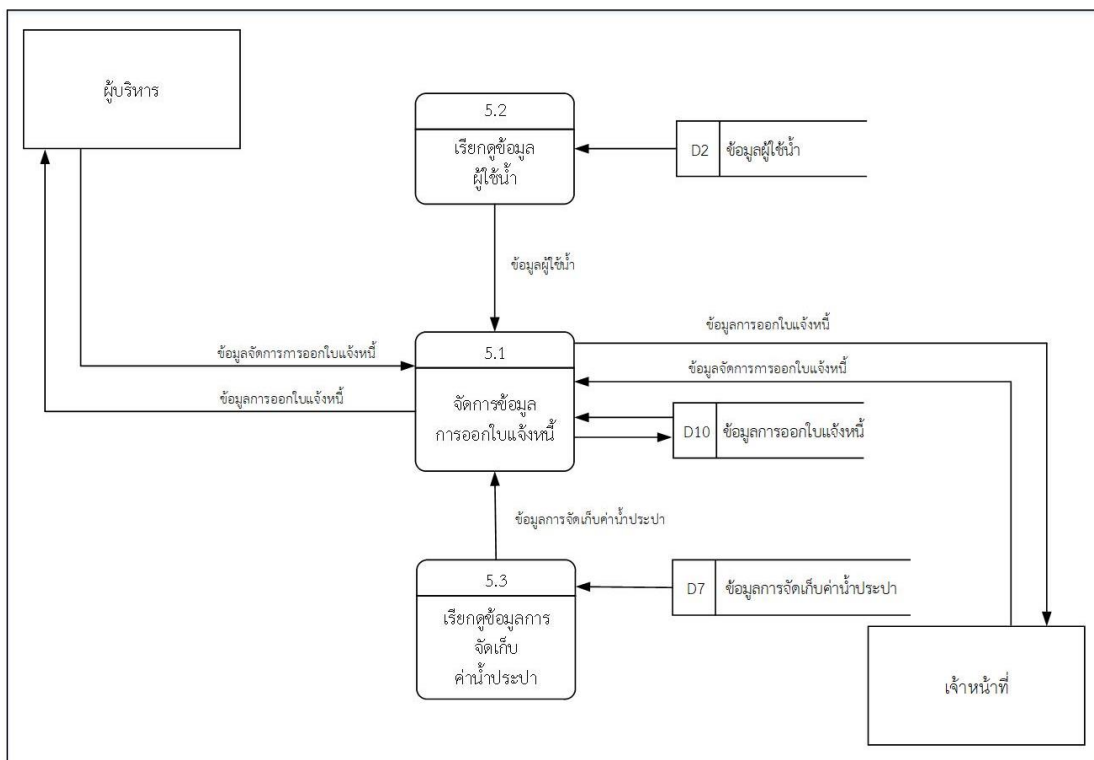 ผู้บริหาร
5.2
เรียกดูข้อมูล
ผู้ใช้น้ำ
D2
ข้อมูลผู้ใช้น้ำ
ข้อมูลผู้ใช้น้ำ
ข้อมูลการออกใบแจ้งหนี้
ข้อมูลจัดการการออกใบแจ้งหนี้
5.1
ข้อมูลจัดการการออกใบแจ้งหนี้
ข้อมูลการออกใบแจ้งหนี้
จัดการข้อมูล
การออกใบแจ้งหนี้
D10
ข้อมูลการออกใบแจ้งหนี้
ข้อมูลการจัดเก็บค่าน้ำประปา
5.3
D7
ข้อมูลการจัดเก็บค่าน้ำประปา
เรียกดูข้อมูลการ
จัดเก็บ
ค่าน้ำประปา
เจ้าหน้าที่